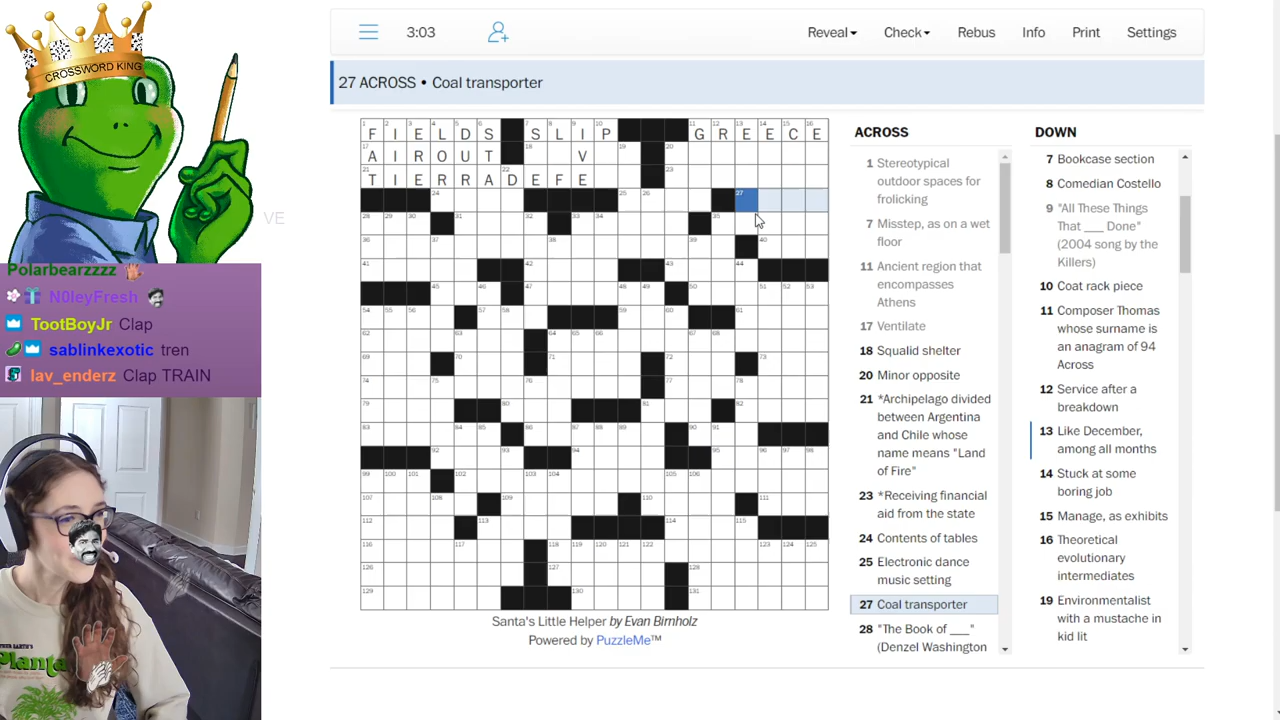 CROSSWORD KING
3:03
Reveal
Check
Rebus
Info
Print
Settings
27 ACROSS • Coal transporter
FIELDS SLIP GREECE
AIROUT V
TIERRADEFE
VE
Polarbearzzzz
N0leyFresh
TootBoyJr Clap
sablinkexotic tren
lav_enderz Clap TRAIN
ACROSS
1 Stereotypical
outdoor spaces for
frolicking
7 Misstep, as on a wet
floor
11 Ancient region that
encompasses
Athens
17 Ventilate
18 Squalid shelter
20 Minor opposite
21 *Archipelago divided
between Argentina
and Chile whose
name means "Land
of Fire"
23 *Receiving financial
aid from the state
24 Contents of tables
25 Electronic dance
music setting
27 Coal transporter
28 "The Book of ___"
(Denzel Washington
DOWN
7 Bookcase section
8 Comedian Costello
9 "All These Things
That ___ Done"
(2004 song by the
Killers)
10 Coat rack piece
11 Composer Thomas
whose surname is
an anagram of 94
Across
12 Service after a
breakdown
13 Like December,
among all months
14 Stuck at some
boring job
15 Manage, as exhibits
16 Theoretical
evolutionary
intermediates
19 Environmentalist
with a mustache in
kid lit
Santa's Little Helper by Evan Birnholz
Powered by PuzzleMe™